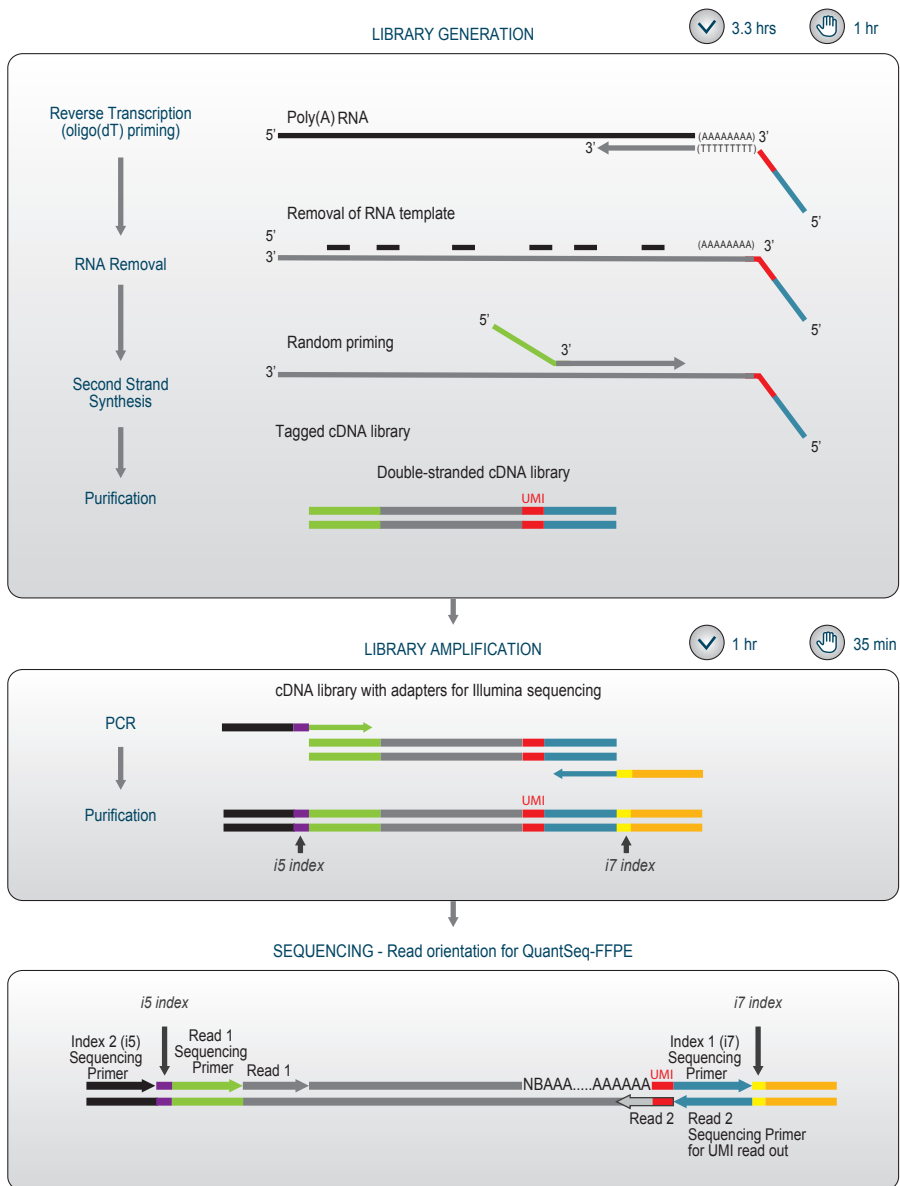 LIBRARY GENERATION
3.3 hrs
1 hr
Reverse Transcription
(oligo(dT) priming)
Poly(A) RNA
5’
(AAAAAAAA) 3’
3’
(TTTTTTTTT)
5’
Removal of RNA template
5’
(AAAAAAAA)
3’
3’
RNA Removal
5’
5’
Random priming
3’
3’
Second Strand
Synthesis
5’
Tagged cDNA library
Double-stranded cDNA library
Purification
UMI
LIBRARY AMPLIFICATION
1 hr
35 min
cDNA library with adapters for Illumina sequencing
PCR
Purification
UMI
i5 index
i7 index
SEQUENCING - Read orientation for QuantSeq-FFPE
i5 index
i7 index
Index 2 (i5)
Sequencing
Primer
Read 1
Sequencing
Primer
Read 1
Index 1 (i7)
Sequencing
Primer
NBAAA....AAAAAA
UMI
Read 2
Read 2
Sequencing Primer
for UMI read out